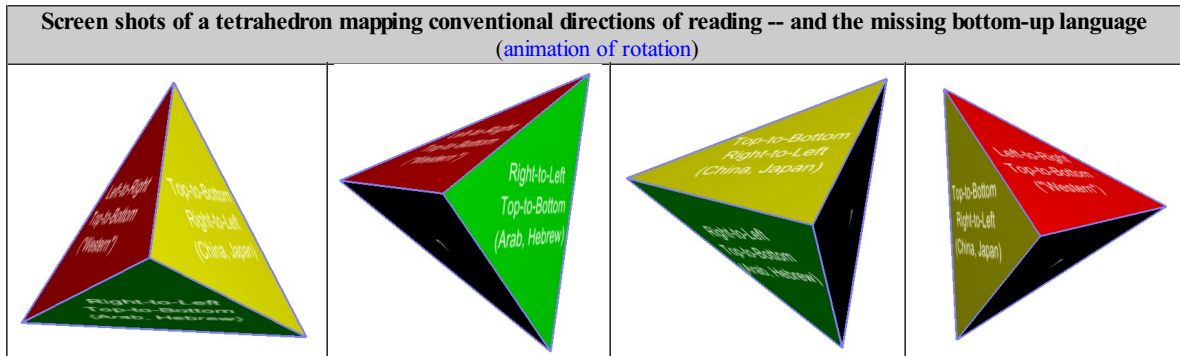 Screen shots of a tetrahedron mapping conventional directions of reading -- and the missing bottom-up language
(animation of rotation)
Left-to-Right
Top-to-Bottom
("Western")
Top-to-Bottom
Right-to-Left
(China, Japan)
Right-to-Left
Top-to-Bottom
(Arab, Hebrew)
Left-to-Right
Top-to-Bottom
("Western")
Right-to-Left
Top-to-Bottom
(Arab, Hebrew)
Top-to-Bottom
Right-to-Left
(China, Japan)
Right-to-Left
Top-to-Bottom
(Arab, Hebrew)
Top-to-Bottom
Right-to-Left
(China, Japan)
Left-to-Right
Top-to-Bottom
("Western")